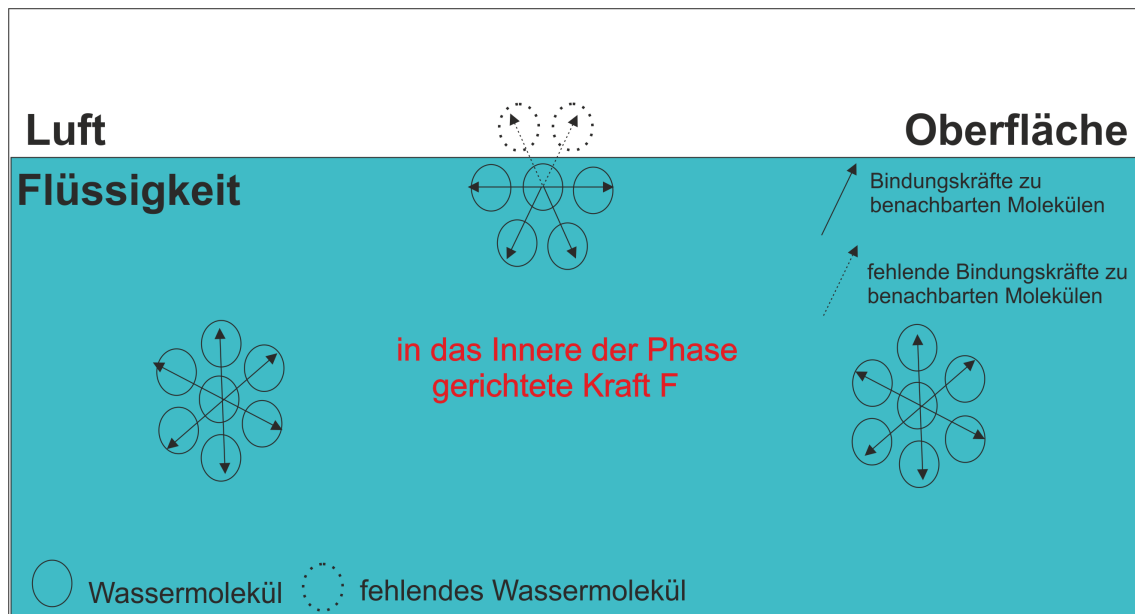 Luft
Oberfläche
Flüssigkeit
Bindungskräfte zu
benachbarten Molekülen
fehlende Bindungskräfte zu
benachbarten Molekülen
in das Innere der Phase
gerichtete Kraft F
Wassermolekül
fehlendes Wassermolekül